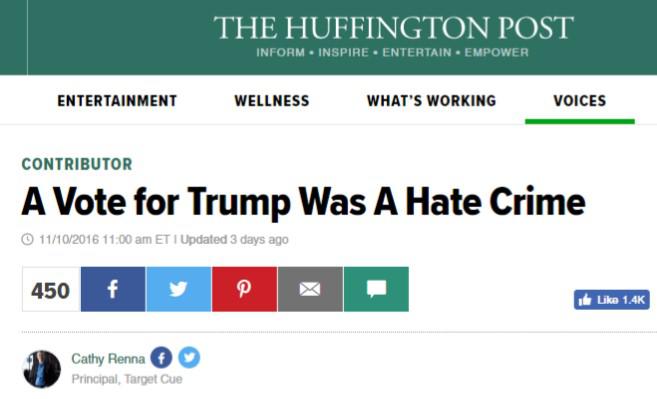 THE HUFFINGTON POST
INFORM • INSPIRE • ENTERTAIN • EMPOWER
ENTERTAINMENT WELLNESS WHAT'S WORKING VOICES
CONTRIBUTOR
A Vote for Trump Was A Hate Crime
11/10/2016 11:00 am ET | Updated 3 days ago
450
Like 1.4K
Cathy Renna
Principal, Target Cue